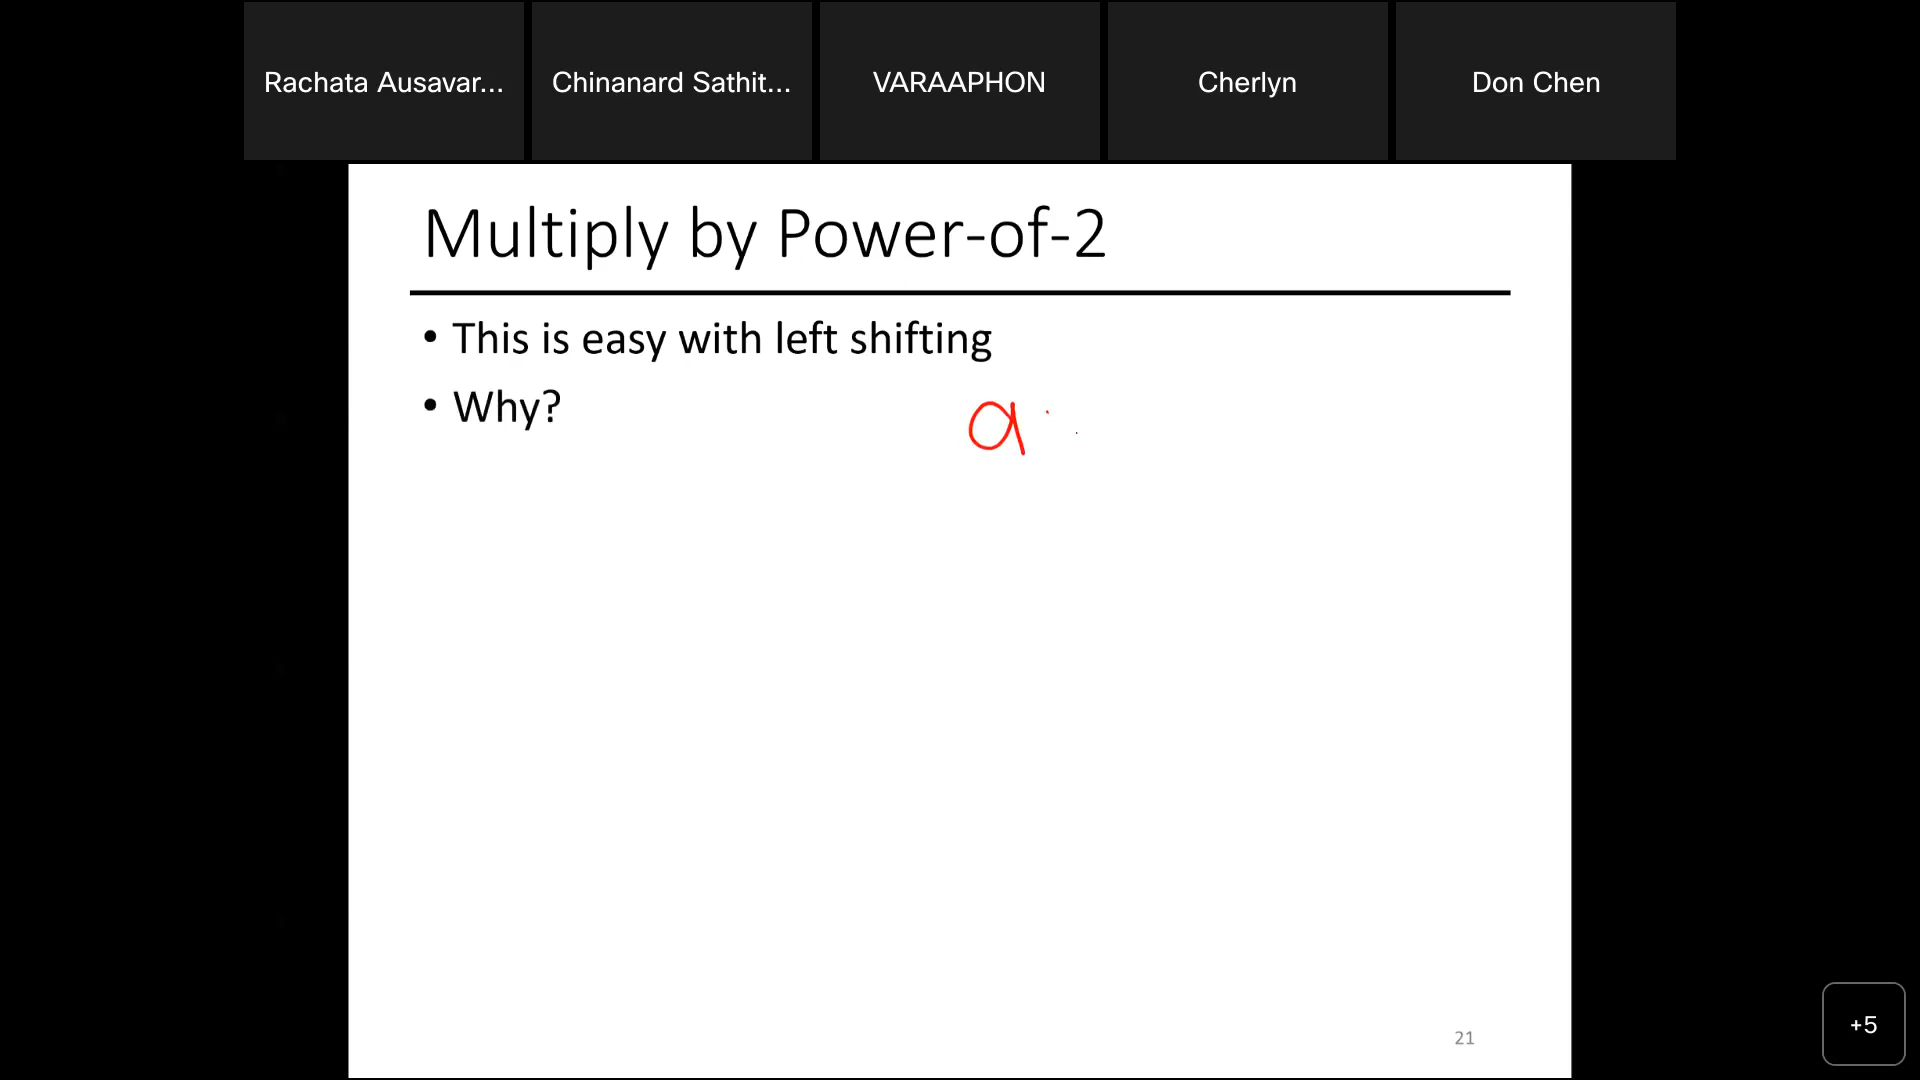 Rachata Ausavar...
Chinanard Sathit...
VARAAPHON
Cherlyn
Don Chen
Multiply by Power-of-2
• This is easy with left shifting
• Why?
a
21
+5